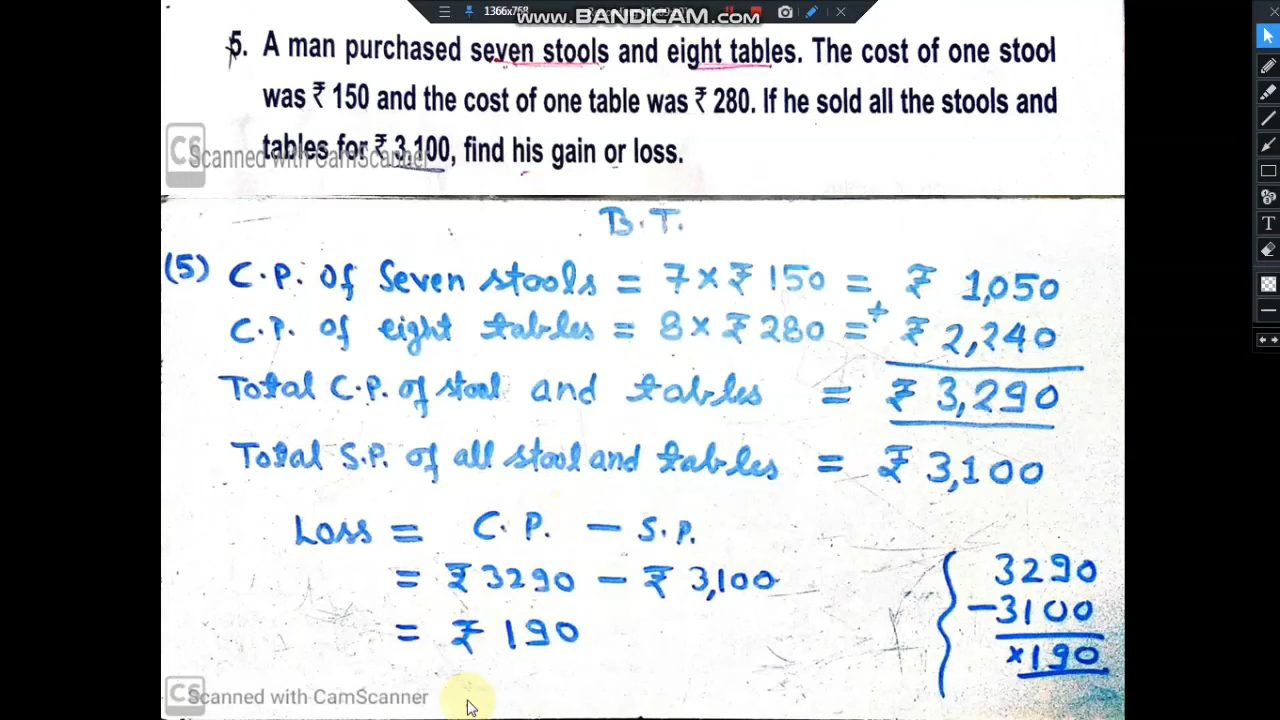 1366x768
www.BANDICAM.com
5. A man purchased seven stools and eight tables. The cost of one stool
was ₹ 150 and the cost of one table was ₹ 280. If he sold all the stools and
tables for ₹ 3,100, find his gain or loss.
CS Scanned with CamScanner
B.T.
(5) C.P. of Seven stools = 7 × ₹ 150 = ₹ 1,050
C.P. of eight tables = 8 × ₹ 280 = + ₹ 2,240
Total C.P. of stool and tables = ₹ 3,290
Total S.P. of all stool and tables = ₹ 3,100
Loss = C.P. – S.P.
= ₹ 3290 – ₹ 3,100
= ₹ 190
3290
–3100
×190
CS Scanned with CamScanner